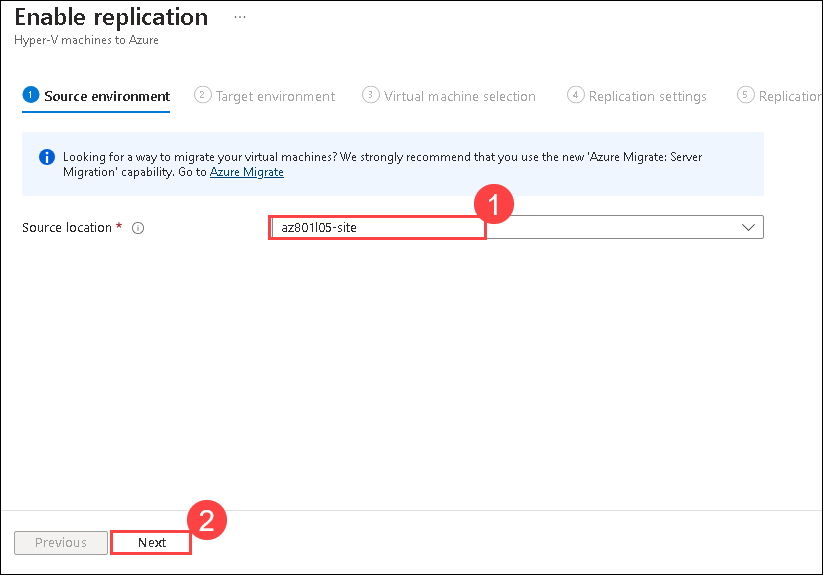 Enable replication ...
Hyper-V machines to Azure
1 Source environment 2 Target environment 3 Virtual machine selection 4 Replication settings 5 Replication
Looking for a way to migrate your virtual machines? We strongly recommend that you use the new 'Azure Migrate: Server
Migration' capability. Go to Azure Migrate
1
Source location * az801l05-site
2
Previous Next